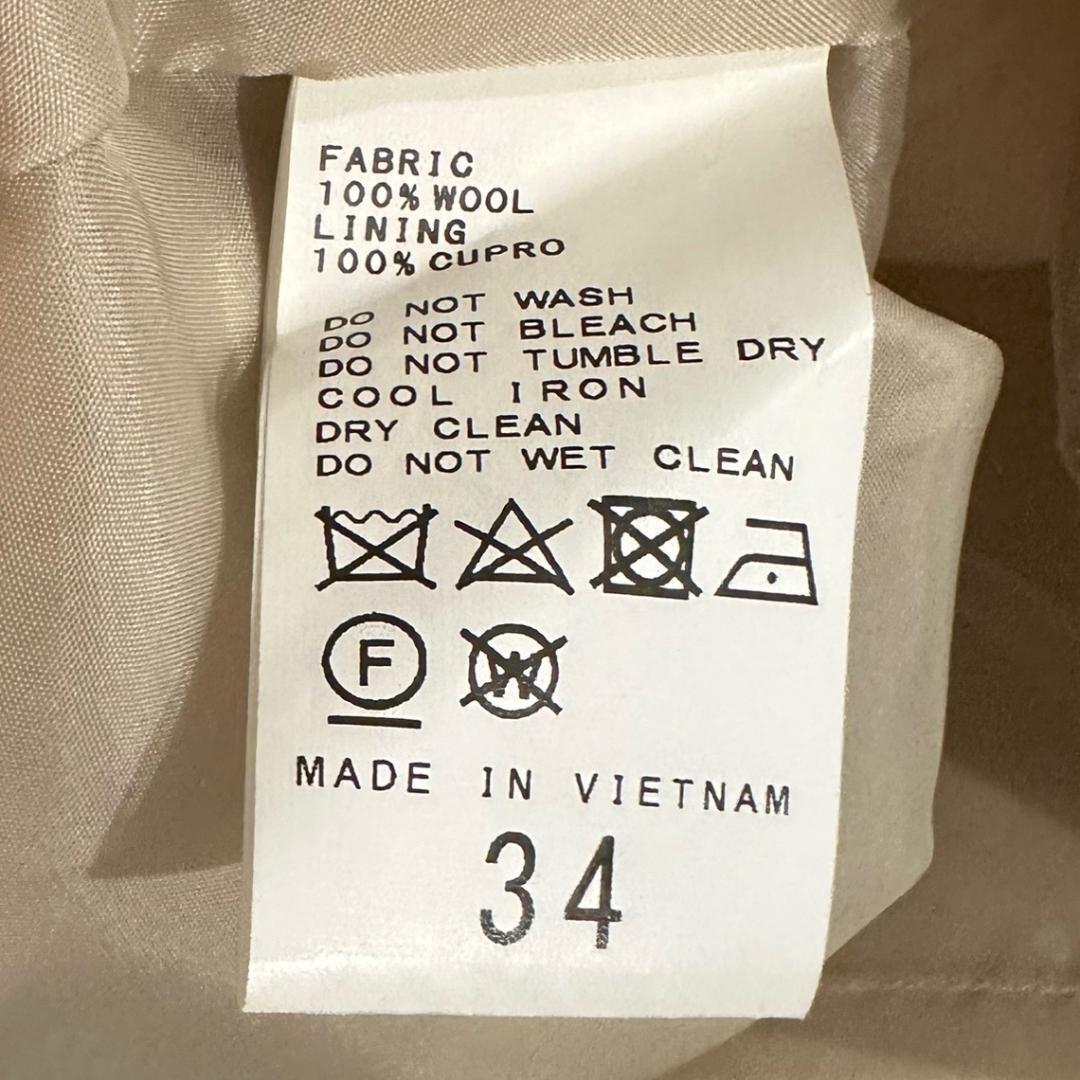 FABRIC
100% WOOL
LINING
100% CUPRO
DO NOT WASH
DO NOT BLEACH
DO NOT TUMBLE DRY
COOL IRON
DRY CLEAN
DO NOT WET CLEAN
F W
MADE IN VIETNAM
34